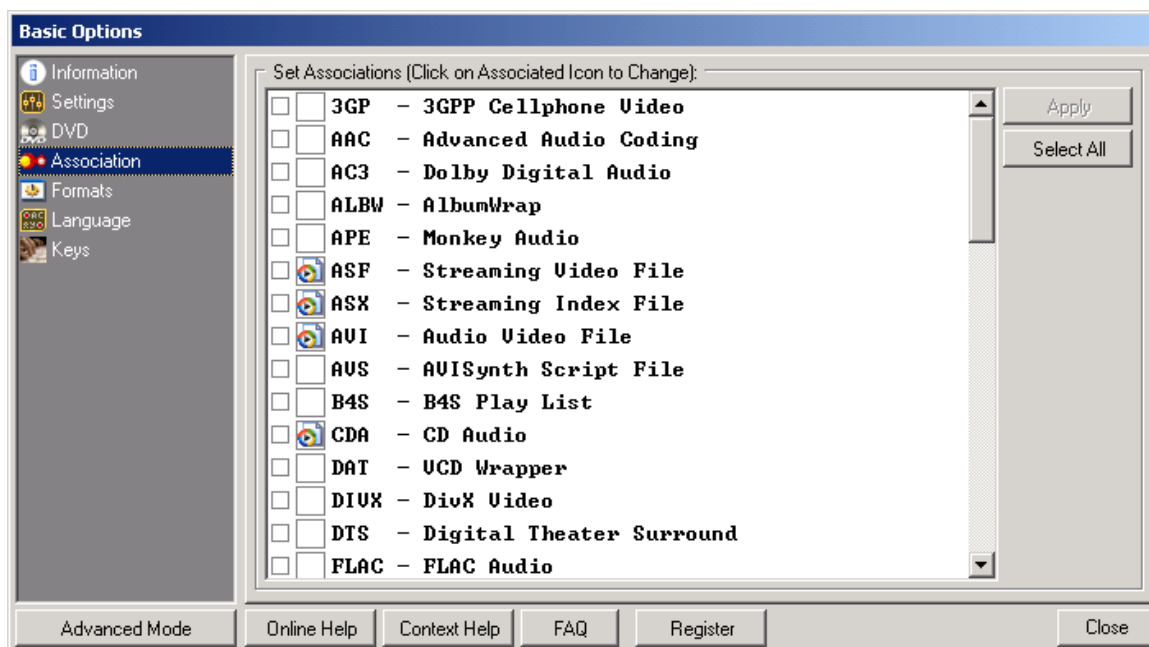 Basic Options
Information
Settings
DVD
Association
Formats
Language
Keys
Set Associations (Click on Associated Icon to Change):
3GP – 3GPP Cellphone Video
AAC – Advanced Audio Coding
AC3 – Dolby Digital Audio
ALBW – AlbumWrap
APE – Monkey Audio
ASF – Streaming Video File
ASX – Streaming Index File
AVI – Audio Video File
AVS – AVISynth Script File
B4S – B4S Play List
CDA – CD Audio
DAT – VCD Wrapper
DIVX – DivX Video
DTS – Digital Theater Surround
FLAC – FLAC Audio
Apply
Select All
Advanced Mode
Online Help
Context Help
FAQ
Register
Close